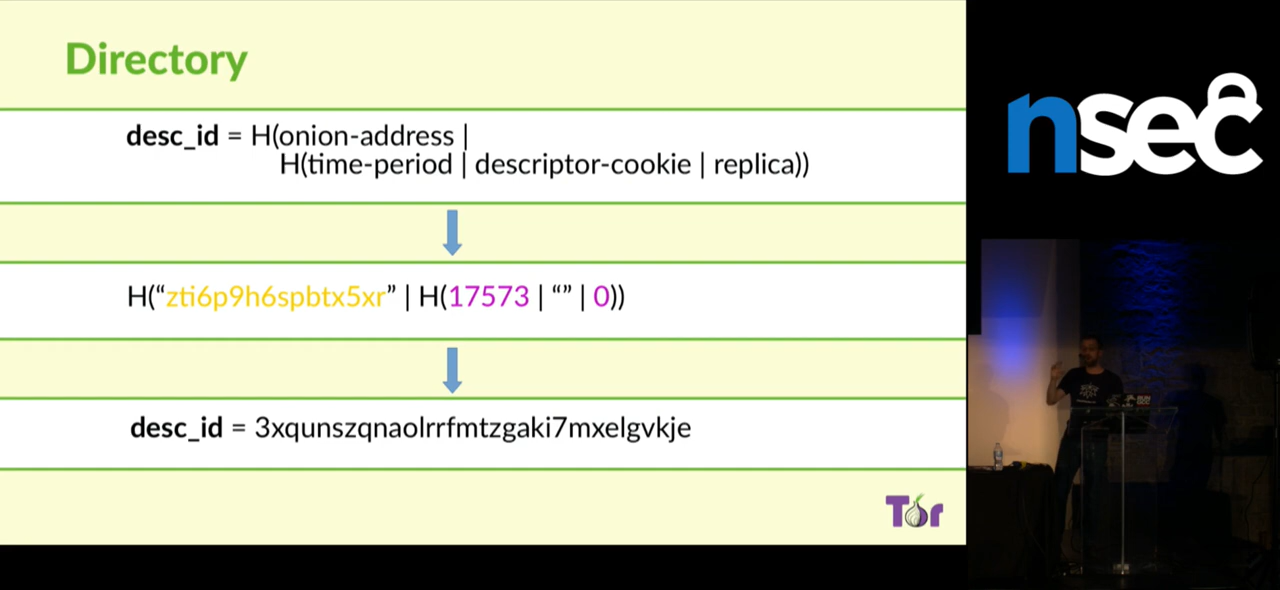 Directory
desc_id = H(onion-address |
H(time-period | descriptor-cookie | replica))
H(“zti6p9h6spbtx5xr” | H(17573 | “” | 0))
desc_id = 3xqunszqnaolrrfmtzgaki7mxelgvkje
Tor
nsec